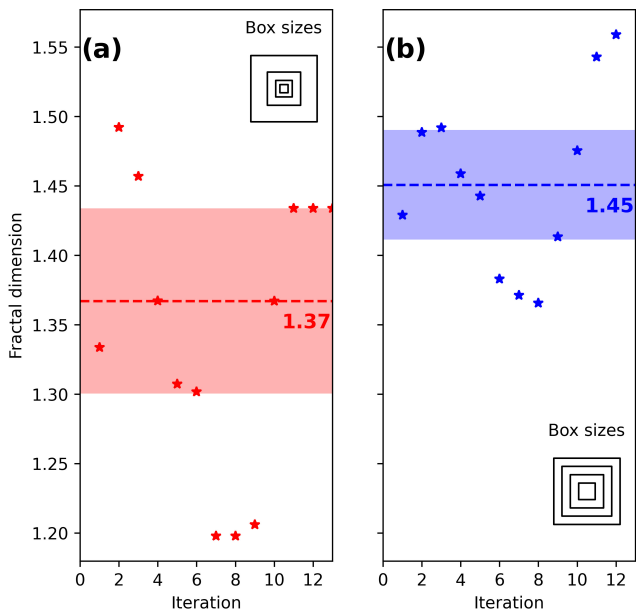 Box sizes
(a)
(b)
1.55
1.50
1.45
1.40
1.35
1.30
1.25
1.20
Fractal dimension
1.37
1.45
Box sizes
0 2 4 6 8 10 12
0 2 4 6 8 10 12
Iteration
Iteration